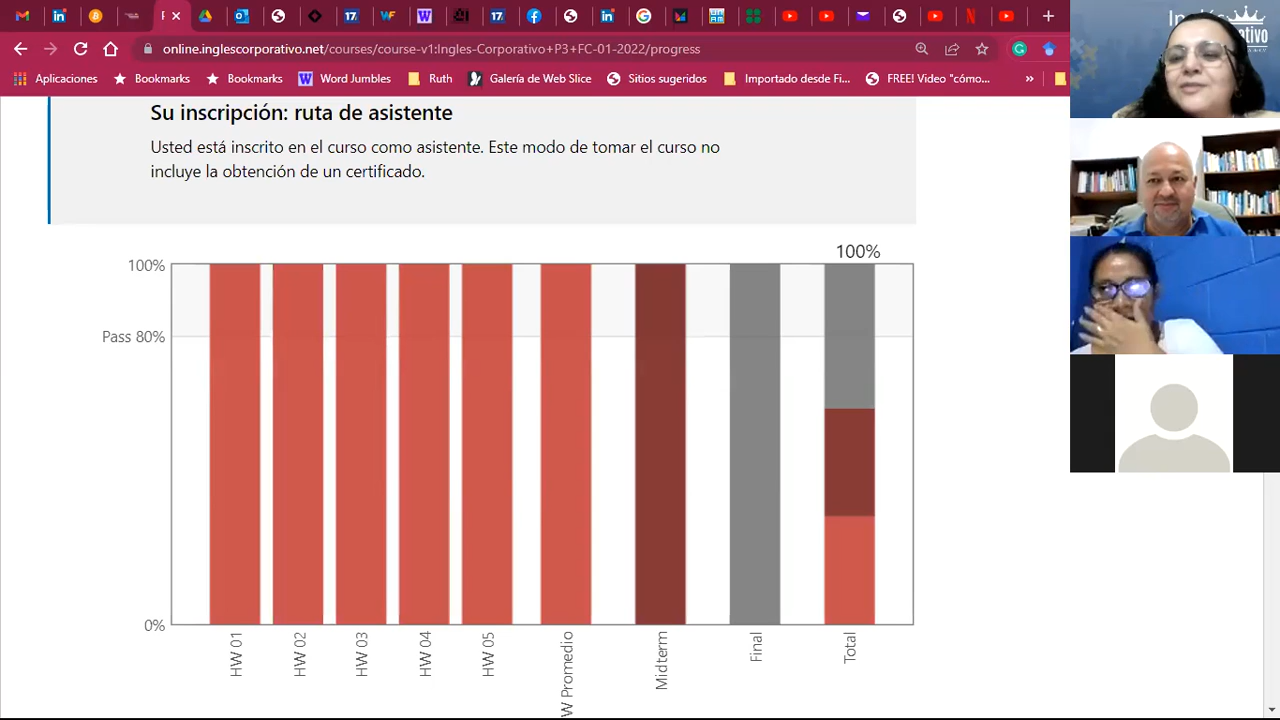 online.inglescorporativo.net/courses/course-v1:Ingles-Corporativo+P3+FC-01-2022/progress
Aplicaciones
Bookmarks
Bookmarks
Word Jumbles
Ruth
Galería de Web Slice
Sitios sugeridos
Importado desde Fi...
FREE! Video "cómo...
»
Su inscripción: ruta de asistente
Usted está inscrito en el curso como asistente. Este modo de tomar el curso no
incluye la obtención de un certificado.
100%
100%
Pass 80%
0%
HW 01
HW 02
HW 03
HW 04
HW 05
W Promedio
Midterm
Final
Total